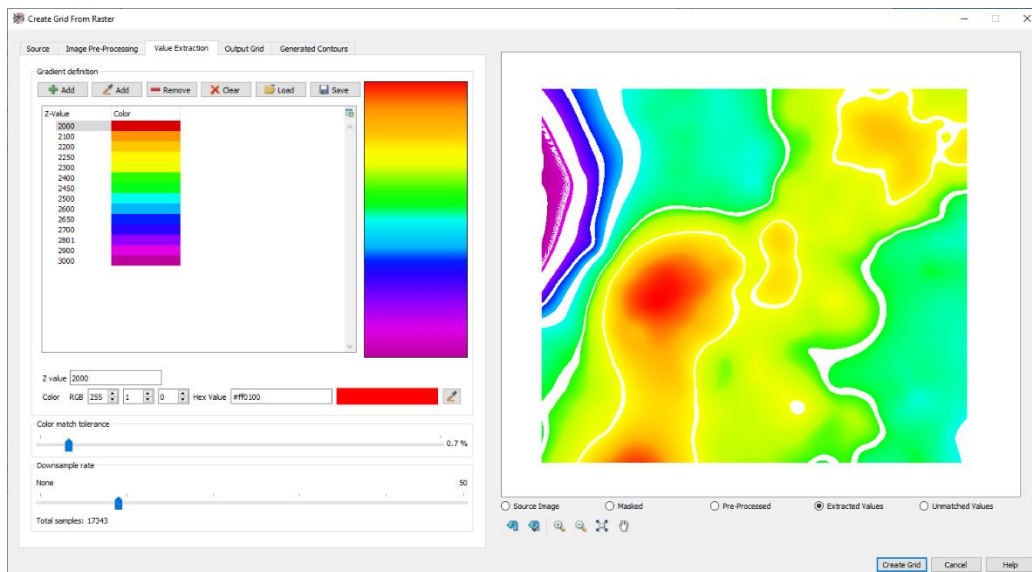 Create Grid From Raster
Source Image Pre-Processing Value Extraction Output Grid Generated Contours
Gradient definition
Add Add Remove Clear Load Save
Z-Value Color
2000
2100
2200
2250
2300
2400
2450
2500
2600
2650
2700
2801
2900
3000
Z value 2000
Color RGB 255 1 0 Hex Value #ff0100
Color match tolerance
0.7 %
Downsample rate
None 50
Total samples: 17343
Source Image Masked Pre-Processed Extracted Values Unmatched Values
Create Grid Cancel Help